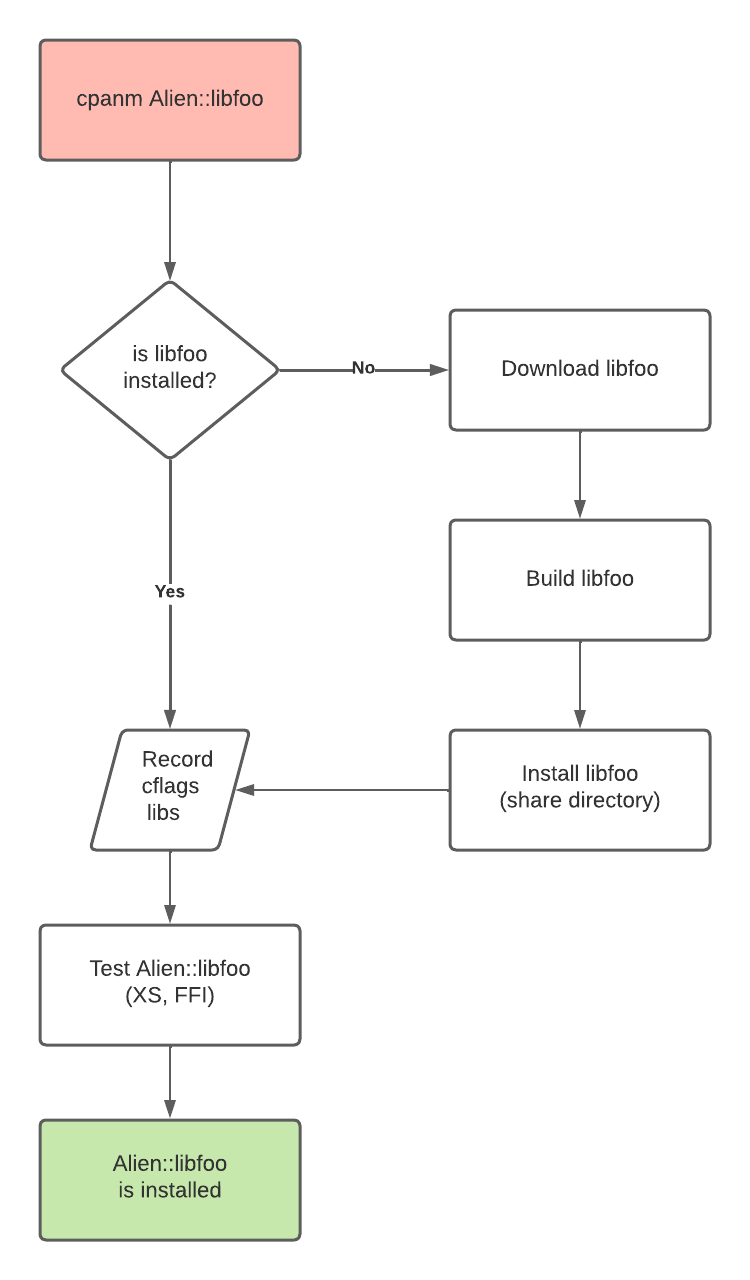 cpanm Alien::libfoo
is libfoo
installed?
No
Download libfoo
Build libfoo
Yes
Install libfoo
(share directory)
Record
cflags
libs
Test Alien::libfoo
(XS, FFI)
Alien::libfoo
is installed